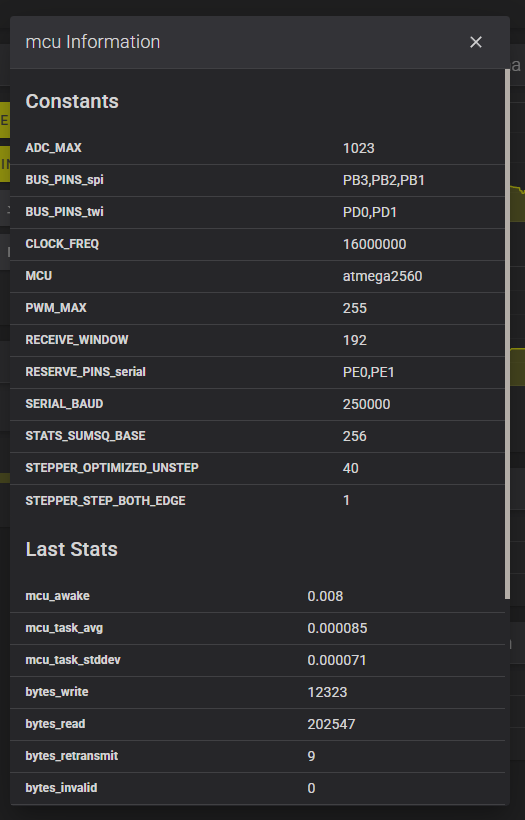 mcu Information
Constants
ADC_MAX 1023
BUS_PINS_spi PB3,PB2,PB1
BUS_PINS_twi PD0,PD1
CLOCK_FREQ 16000000
MCU atmega2560
PWM_MAX 255
RECEIVE_WINDOW 192
RESERVE_PINS_serial PE0,PE1
SERIAL_BAUD 250000
STATS_SUMSQ_BASE 256
STEPPER_OPTIMIZED_UNSTEP 40
STEPPER_STEP_BOTH_EDGE 1
Last Stats
mcu_awake 0.008
mcu_task_avg 0.000085
mcu_task_stddev 0.000071
bytes_write 12323
bytes_read 202547
bytes_retransmit 9
bytes_invalid 0